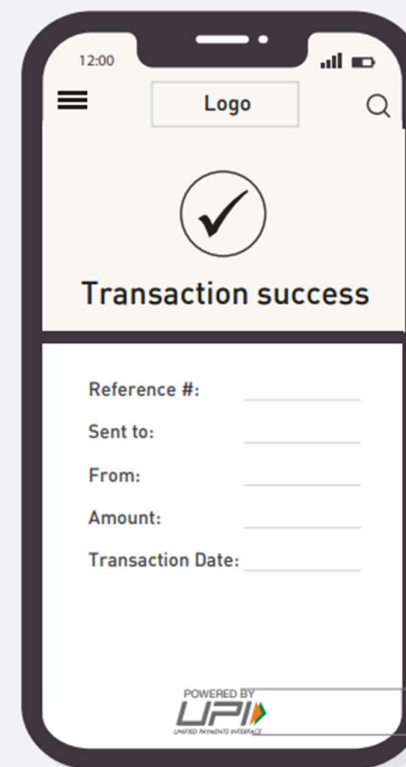 12:00
Logo
Transaction success
Reference #:
Sent to:
From:
Amount:
Transaction Date:
POWERED BY
UPI
UNIFIED PAYMENTS INTERFACE